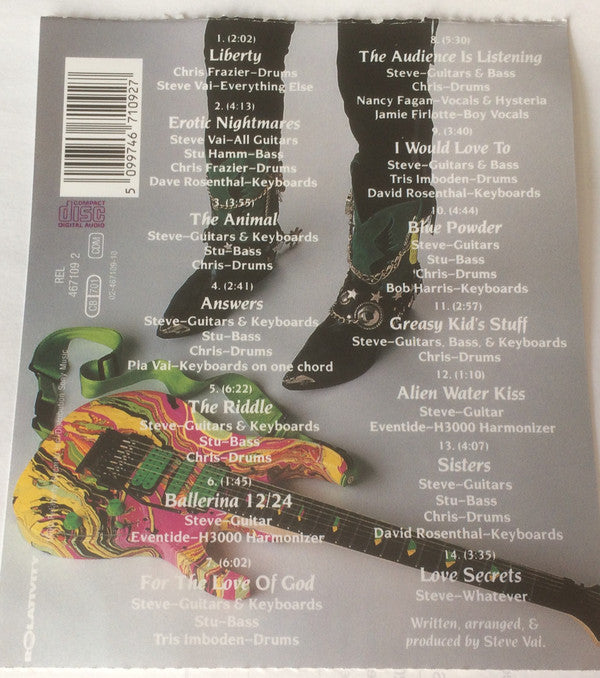 1. (2:02)
Liberty
Chris Frazier–Drums
Steve Vai–Everything Else
2. (4:13)
Erotic Nightmares
Steve Vai–All Guitars
Stu Hamm–Bass
Chris Frazier–Drums
Dave Rosenthal–Keyboards
3. (3:55)
The Animal
Steve–Guitars & Keyboards
Stu–Bass
Chris–Drums
4. (2:41)
Answers
Steve–Guitars & Keyboards
Stu–Bass
Chris–Drums
Pia Vai–Keyboards on one chord
5. (6:22)
The Riddle
Steve–Guitars & Keyboards
Stu–Bass
Chris–Drums
6. (1:45)
Ballerina 12/24
Steve–Guitar
Eventide–H3000 Harmonizer
(6:02)
For The Love Of God
Steve–Guitars & Keyboards
Stu–Bass
Tris Imboden–Drums
8. (5:30)
The Audience Is Listening
Steve–Guitars & Bass
Chris–Drums
Nancy Fagan–Vocals & Hysteria
Jamie Firlotte–Boy Vocals
9. (3:40)
I Would Love To
Steve–Guitars & Bass
Tris Imboden–Drums
David Rosenthal–Keyboards
10. (4:44)
Blue Powder
Steve–Guitars
Stu–Bass
Chris–Drums
Bob Harris–Keyboards
11. (2:57)
Greasy Kid's Stuff
Steve–Guitars, Bass, & Keyboards
Chris–Drums
12. (1:10)
Alien Water Kiss
Steve–Guitar
Eventide–H3000 Harmonizer
13. (4:07)
Sisters
Steve–Guitars
Stu–Bass
Chris–Drums
David Rosenthal–Keyboards
14. (3:35)
Love Secrets
Steve–Whatever
Written, arranged, &
produced by Steve Vai.
5 099746 710927
COMPACT
disc
DIGITAL AUDIO
REL
467109 2
CDM
CB 701
02-467109-10
Sony Music
RELATIVITY